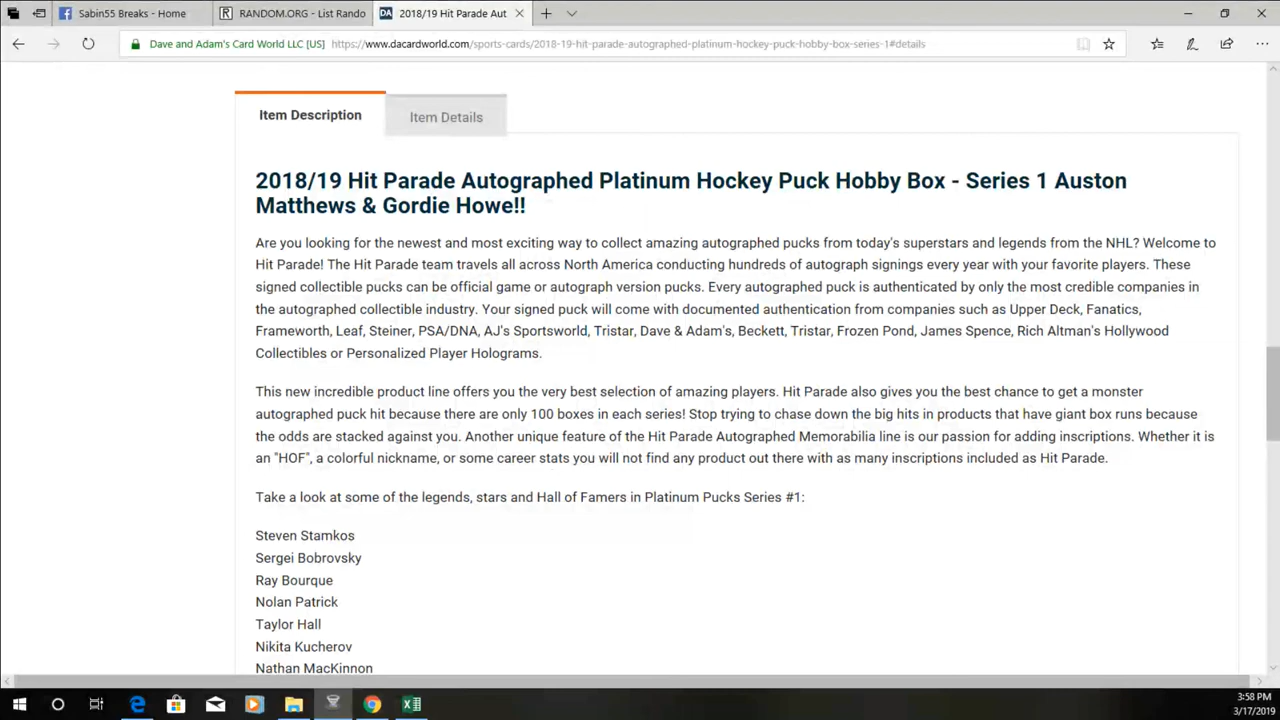 Sabin55 Breaks - Home
RANDOM.ORG - List Rando
DA
2018/19 Hit Parade Aut
Dave and Adam's Card World LLC [US] https://www.dacardworld.com/sports-cards/2018-19-hit-parade-autographed-platinum-hockey-puck-hobby-box-series-1#details
Item Description
Item Details
2018/19 Hit Parade Autographed Platinum Hockey Puck Hobby Box - Series 1 Auston
Matthews & Gordie Howe!!
Are you looking for the newest and most exciting way to collect amazing autographed pucks from today's superstars and legends from the NHL? Welcome to
Hit Parade! The Hit Parade team travels all across North America conducting hundreds of autograph signings every year with your favorite players. These
signed collectible pucks can be official game or autograph version pucks. Every autographed puck is authenticated by only the most credible companies in
the autographed collectible industry. Your signed puck will come with documented authentication from companies such as Upper Deck, Fanatics,
Frameworth, Leaf, Steiner, PSA/DNA, AJ's Sportsworld, Tristar, Dave & Adam's, Beckett, Tristar, Frozen Pond, James Spence, Rich Altman's Hollywood
Collectibles or Personalized Player Holograms.
This new incredible product line offers you the very best selection of amazing players. Hit Parade also gives you the best chance to get a monster
autographed puck hit because there are only 100 boxes in each series! Stop trying to chase down the big hits in products that have giant box runs because
the odds are stacked against you. Another unique feature of the Hit Parade Autographed Memorabilia line is our passion for adding inscriptions. Whether it is
an "HOF", a colorful nickname, or some career stats you will not find any product out there with as many inscriptions included as Hit Parade.
Take a look at some of the legends, stars and Hall of Famers in Platinum Pucks Series #1:
Steven Stamkos
Sergei Bobrovsky
Ray Bourque
Nolan Patrick
Taylor Hall
Nikita Kucherov
Nathan MacKinnon
3:58 PM
3/17/2019